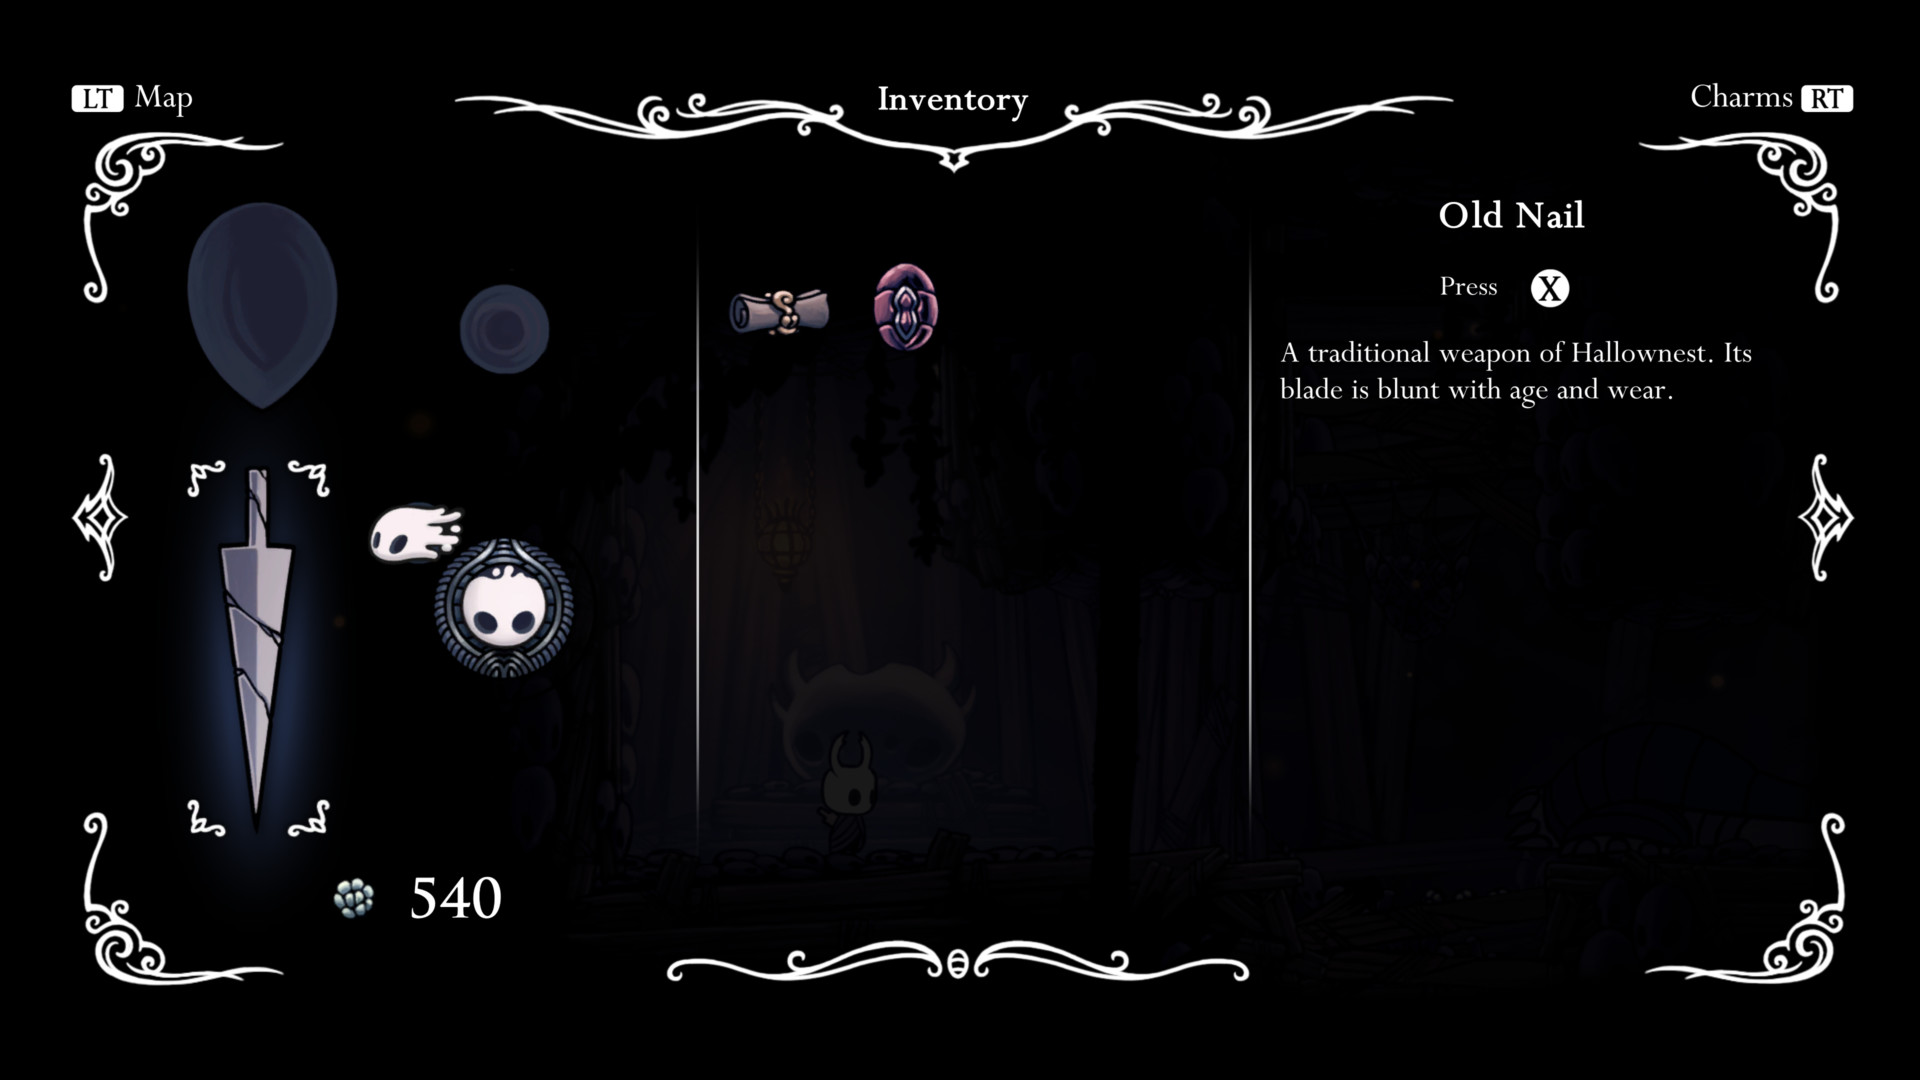 LT Map
Inventory
Charms RT
Old Nail
Press X
A traditional weapon of Hallownest. Its
blade is blunt with age and wear.
540